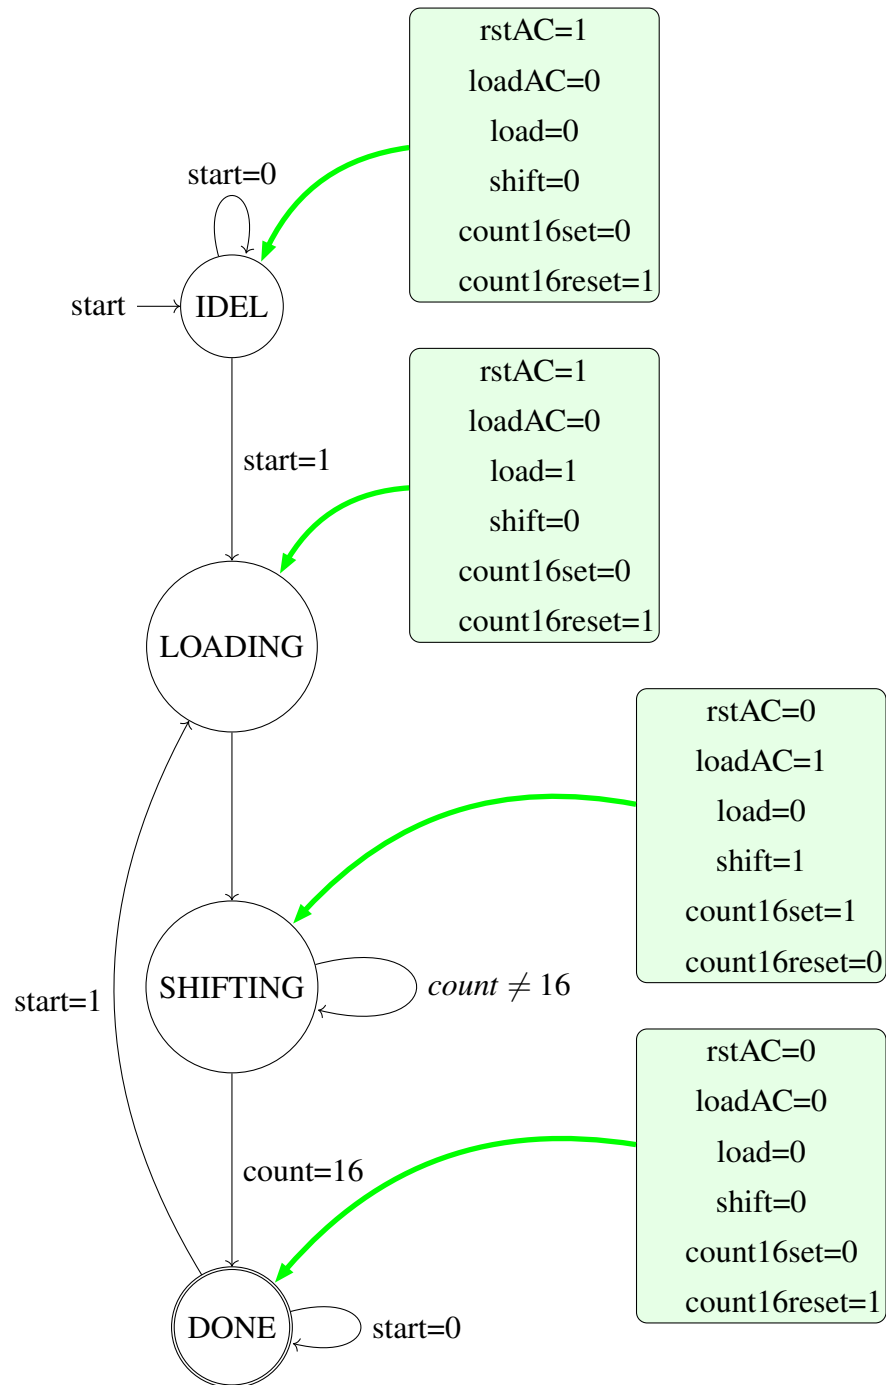 rstAC=1
loadAC=0
load=0
shift=0
count16set=0
count16reset=1
start=0
start
IDEL
start=1
rstAC=1
loadAC=0
load=1
shift=0
count16set=0
count16reset=1
LOADING
rstAC=0
loadAC=1
load=0
shift=1
count16set=1
count16reset=0
SHIFTING
count ≠ 16
start=1
count=16
rstAC=0
loadAC=0
load=0
shift=0
count16set=0
count16reset=1
DONE
start=0